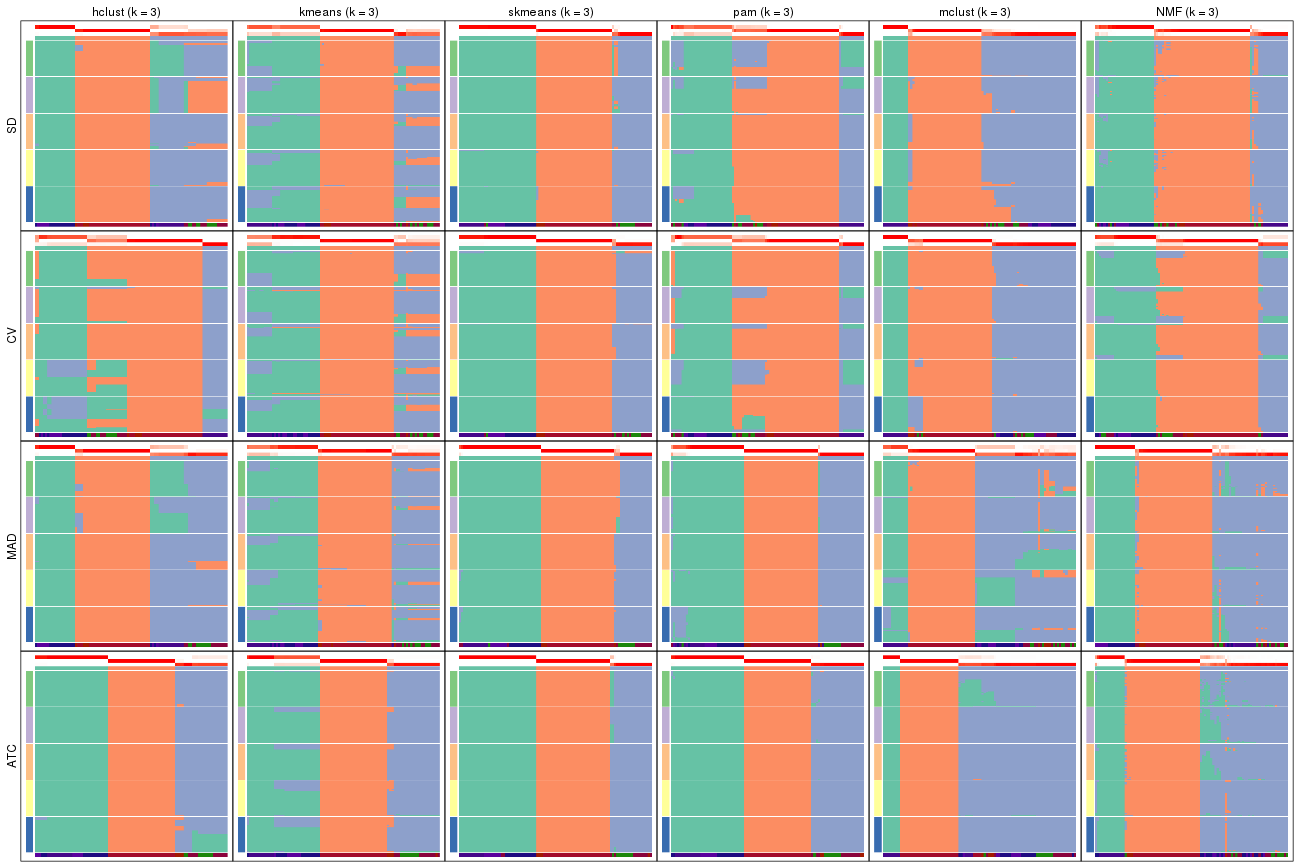 hclust (k = 3) kmeans (k = 3) skmeans (k = 3) pam (k = 3) mclust (k = 3) NMF (k = 3)
SD
CV
MAD
ATC